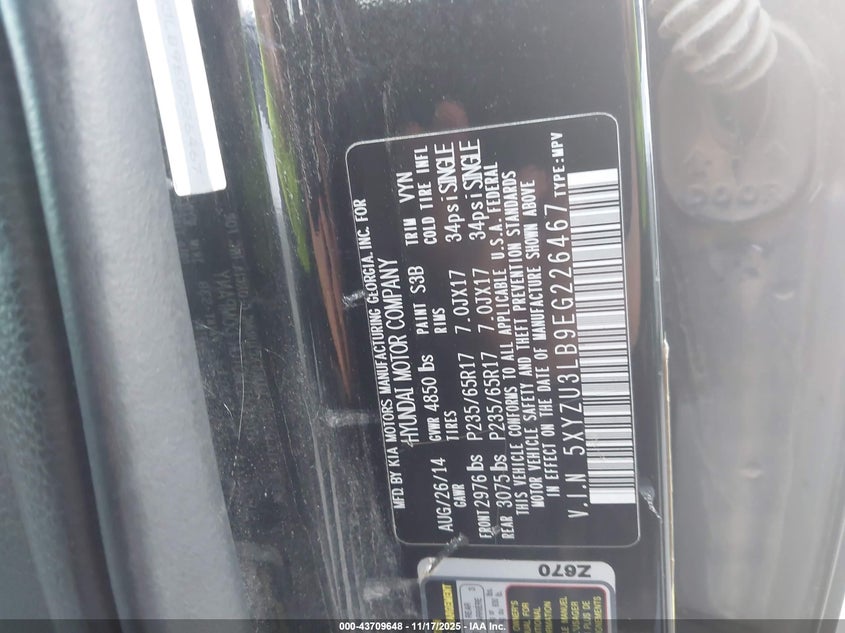 MFD. BY KIA MOTORS MANUFACTURING GEORGIA, INC. FOR
HYUNDAI MOTOR COMPANY
AUG/26/14 GVWR 4850 lbs PAINT S3B TRIM VYN
GAWR TIRES RIMS COLD TIRE INFL
FRONT 2976 lbs P235/65R17 7.0JX17 34psi SINGLE
REAR 3075 lbs P235/65R17 7.0JX17 34psi SINGLE
THIS VEHICLE CONFORMS TO ALL APPLICABLE U.S.A. FEDERAL
MOTOR VEHICLE SAFETY AND THEFT PREVENTION STANDARDS
IN EFFECT ON THE DATE OF MANUFACTURE SHOWN ABOVE
V.I.N 5XYZU3LB9EG226467 TYPE:MPV
Z670
REAR
000-43709648 - 11/17/2025 - IAA Inc.